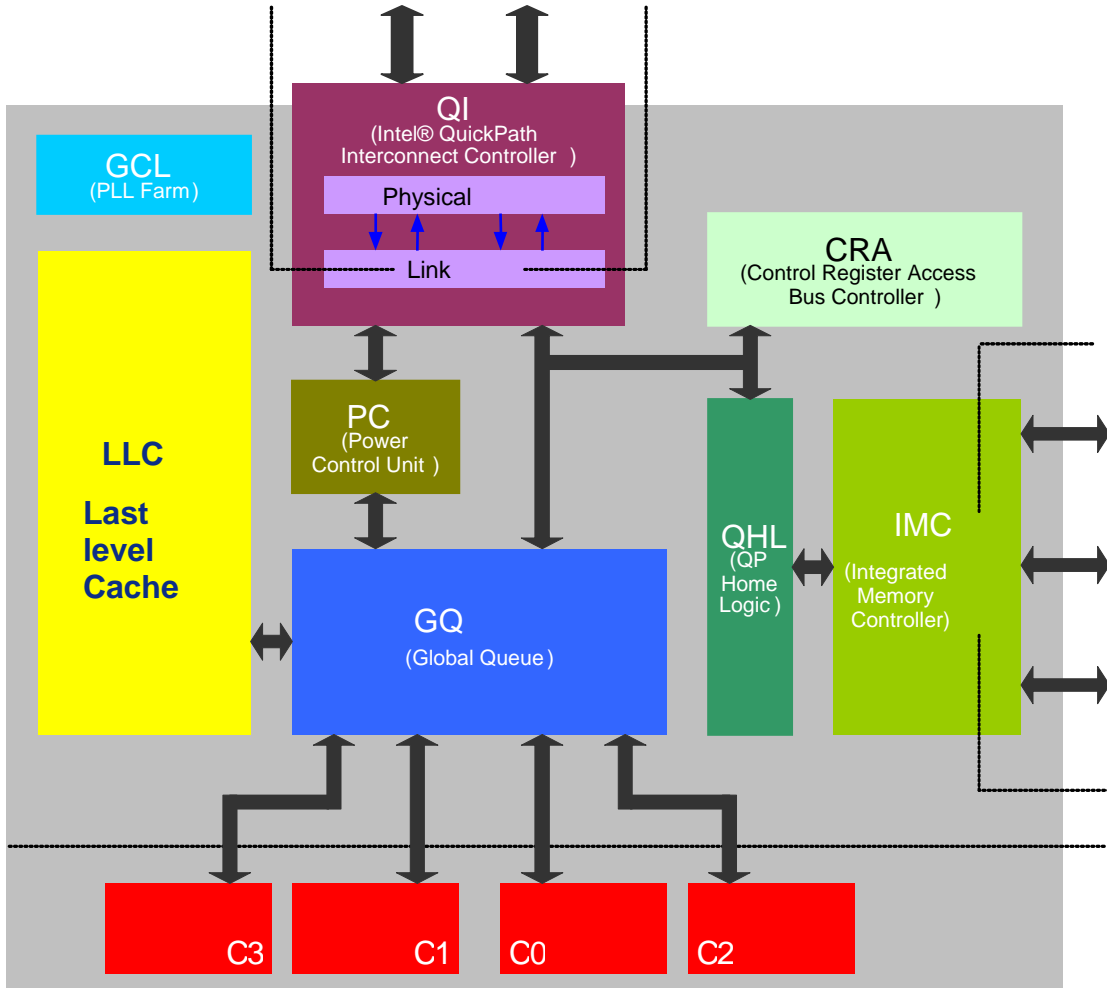 QI
(Intel® QuickPath
Interconnect Controller )
Physical
Link
GCL
(PLL Farm)
CRA
(Control Register Access
Bus Controller )
LLC
Last
level
Cache
PC
(Power
Control Unit )
QHL
(QP
Home
Logic)
IMC
(Integrated
Memory
Controller)
GQ
(Global Queue)
C3
C1
C0
C2